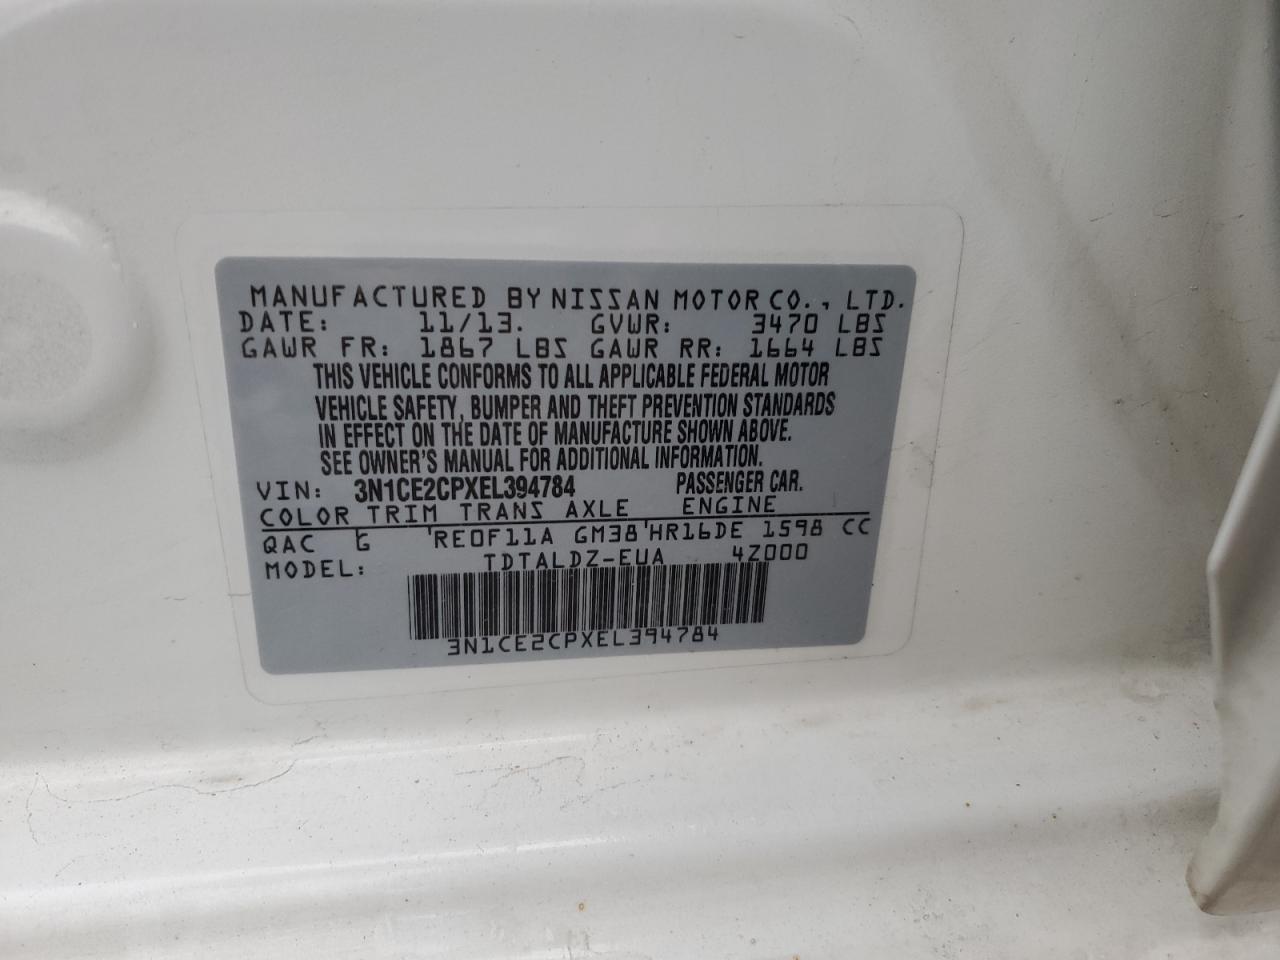 MANUFACTURED BY NISSAN MOTOR CO., LTD.
DATE: 11/13. GVWR: 3470 LBS
GAWR FR: 1867 LBS GAWR RR: 1664 LBS
THIS VEHICLE CONFORMS TO ALL APPLICABLE FEDERAL MOTOR
VEHICLE SAFETY, BUMPER AND THEFT PREVENTION STANDARDS
IN EFFECT ON THE DATE OF MANUFACTURE SHOWN ABOVE.
SEE OWNER'S MANUAL FOR ADDITIONAL INFORMATION.
VIN: 3N1CE2CPXEL394784 PASSENGER CAR.
COLOR TRIM TRANS AXLE ENGINE
QAC G 'RE0F11A GM38'HR16DE 1598 CC
MODEL: TDTALDZ-EUA 4Z000
3N1CE2CPXEL394784